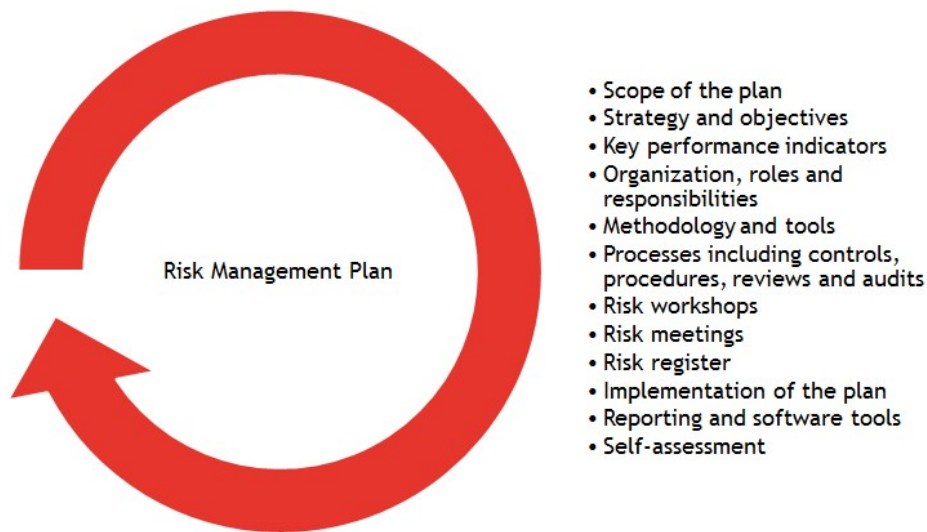 Risk Management Plan
• Scope of the plan
• Strategy and objectives
• Key performance indicators
• Organization, roles and
responsibilities
• Methodology and tools
• Processes including controls,
procedures, reviews and audits
• Risk workshops
• Risk meetings
• Risk register
• Implementation of the plan
• Reporting and software tools
• Self-assessment